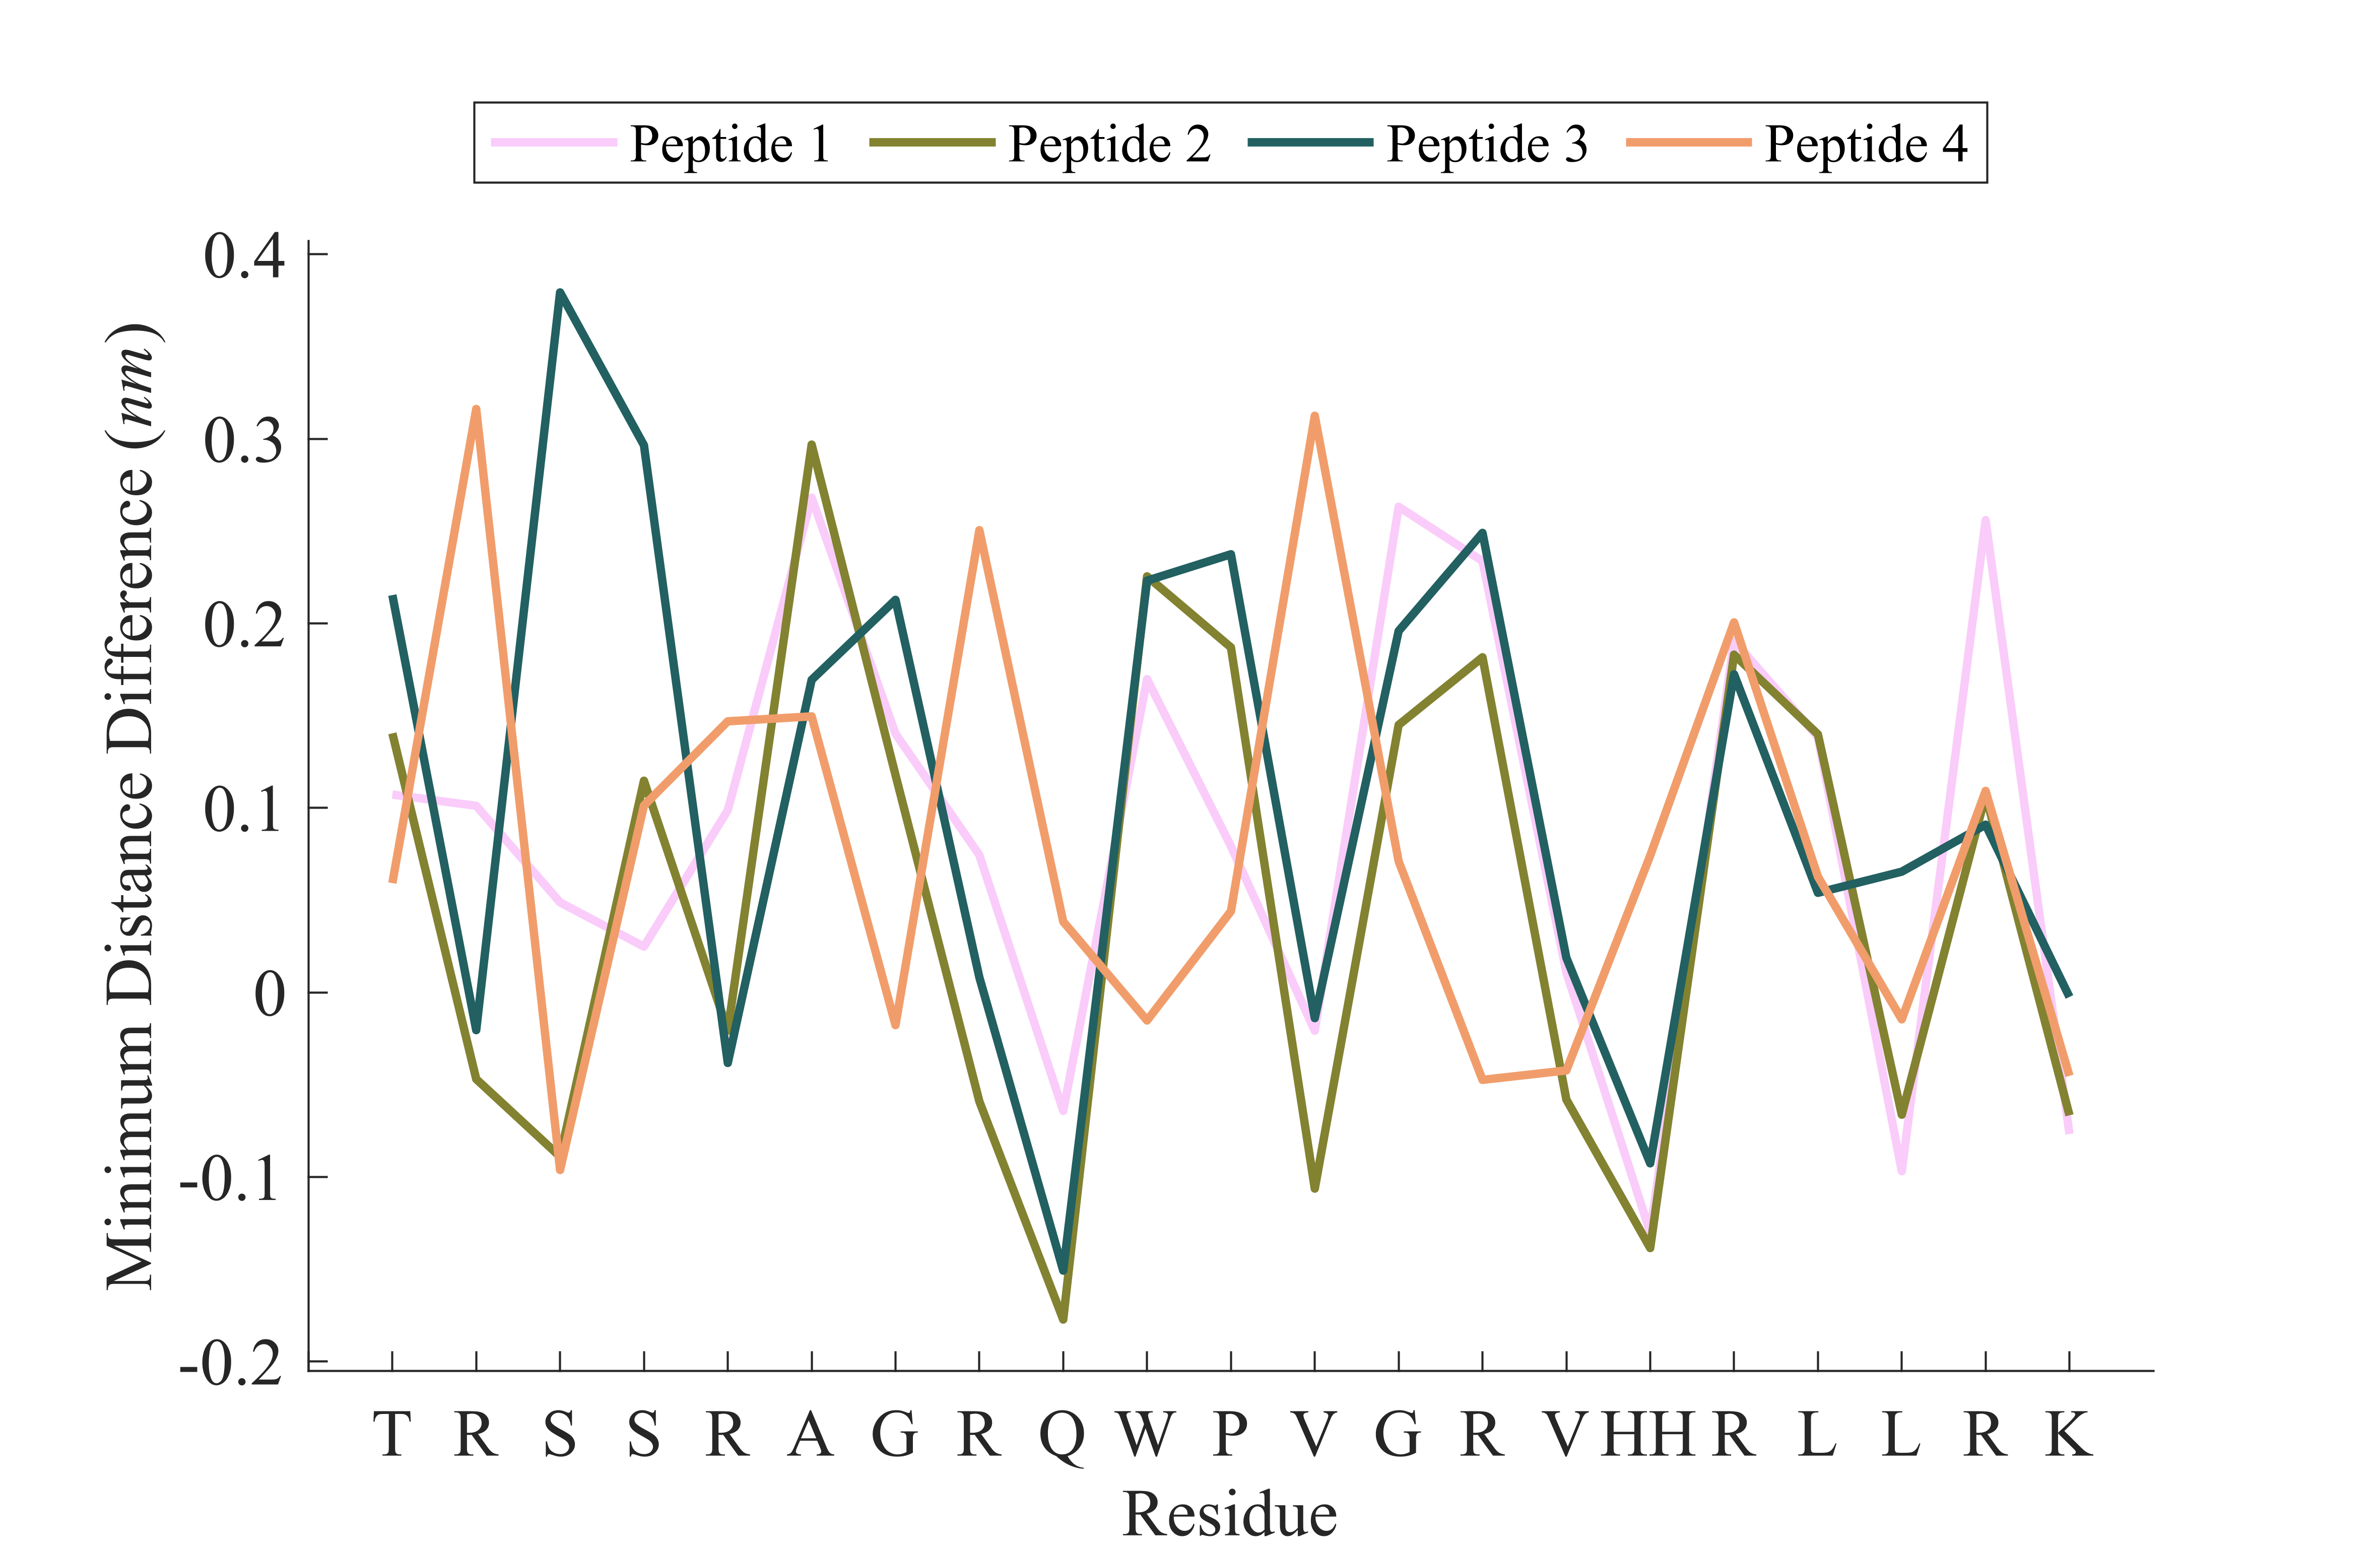 Peptide 1 Peptide 2 Peptide 3 Peptide 4
Minimum Distance Difference (nm)
0.4
0.3
0.2
0.1
0
-0.1
-0.2
T R S S R A G R Q W P V G R V HHH R L L R K
Residue